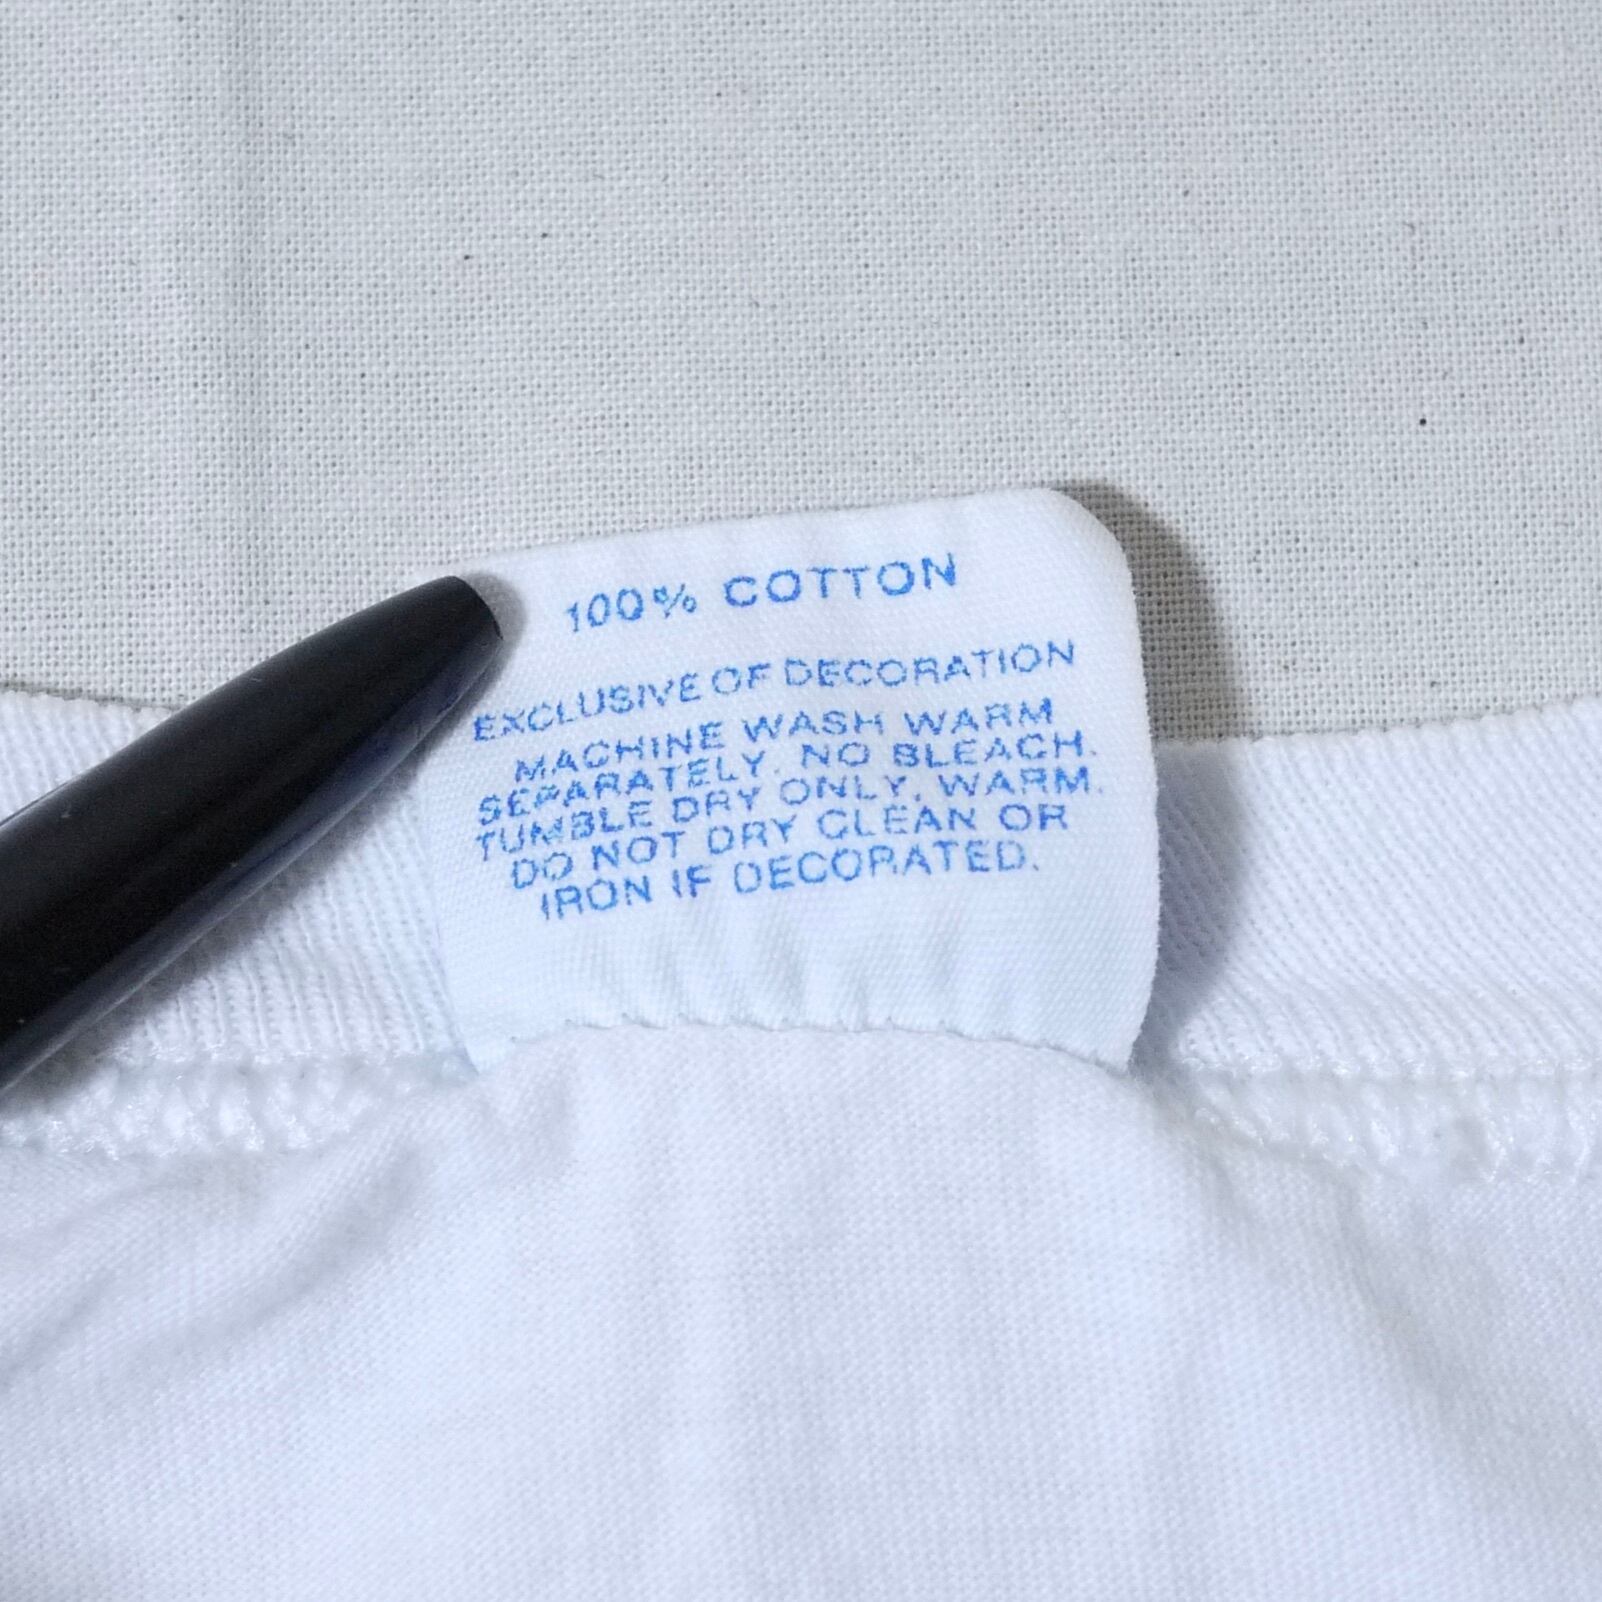 100% COTTON
EXCLUSIVE OF DECORATION
MACHINE WASH WARM
SEPARATELY. NO BLEACH.
TUMBLE DRY ONLY, WARM.
DO NOT DRY CLEAN OR
IRON IF DECORATED.